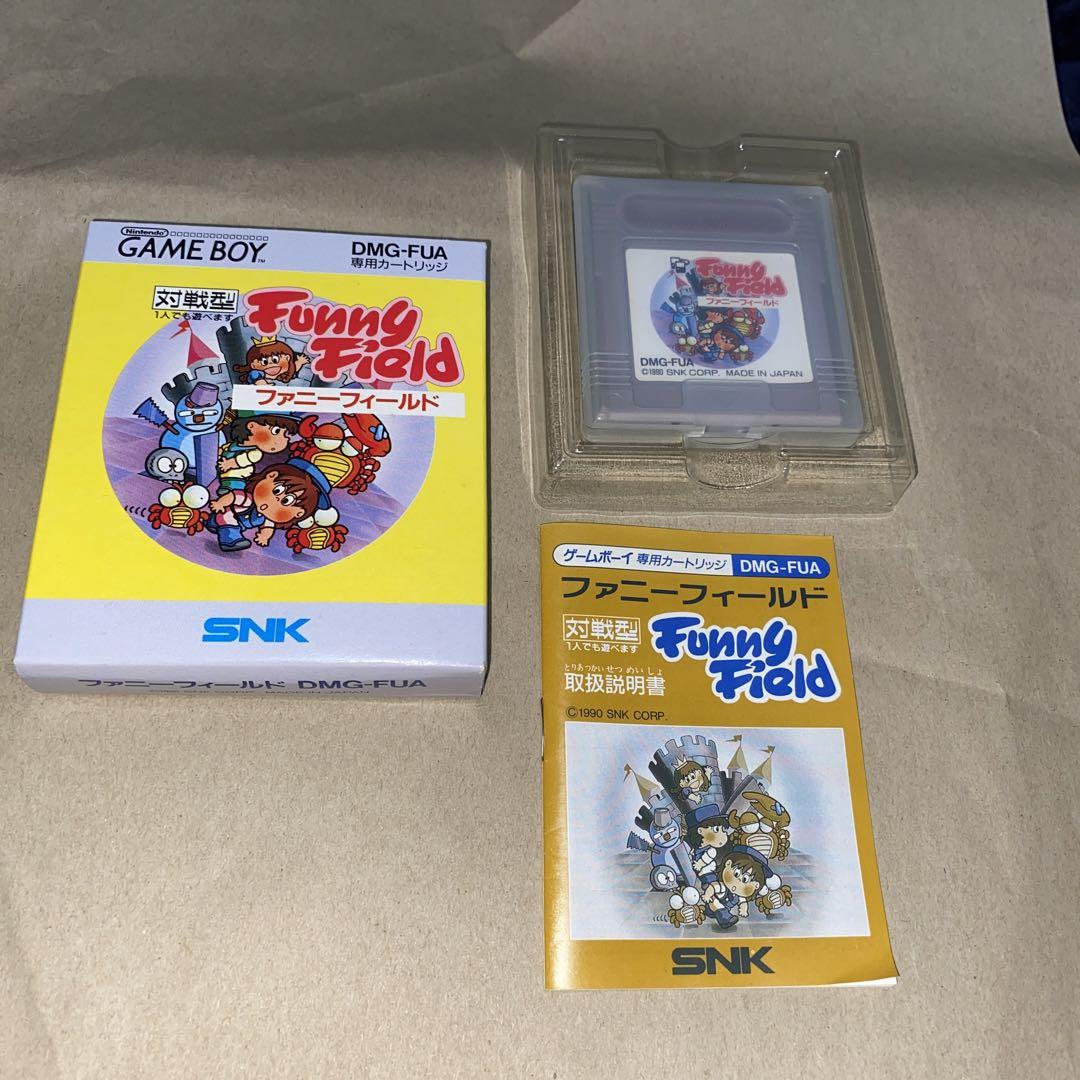 Nintendo
GAME BOY™
DMG-FUA
専用カートリッジ
対戦型
1人でも遊べます
Funny
Field
ファニーフィールド
SNK
ファニーフィールド DMG-FUA
Funny
Field
ファニーフィールド
DMG-FUA
©1990 SNK CORP. MADE IN JAPAN
ゲームボーイ 専用カートリッジ DMG-FUA
ファニーフィールド
対戦型
1人でも遊べます
Funny
Field
とりあつかいせつめいしょ
取扱説明書
©1990 SNK CORP.
SNK